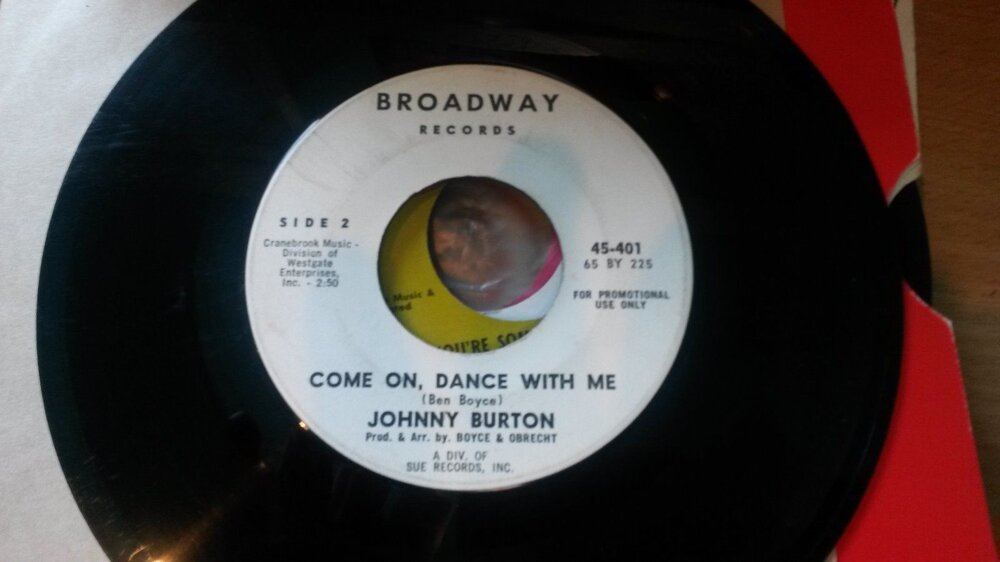 BROADWAY
RECORDS
SIDE 2
Cranebrook Music -
Division of
Westgate
Enterprises,
Inc. - 2:50
45-401
65 BY 225
FOR PROMOTIONAL
USE ONLY
Music &
COME ON, DANCE WITH ME
(Ben Boyce)
JOHNNY BURTON
Prod. & Arr. by. BOYCE & OBRECHT
A DIV. OF
SUE RECORDS, INC.